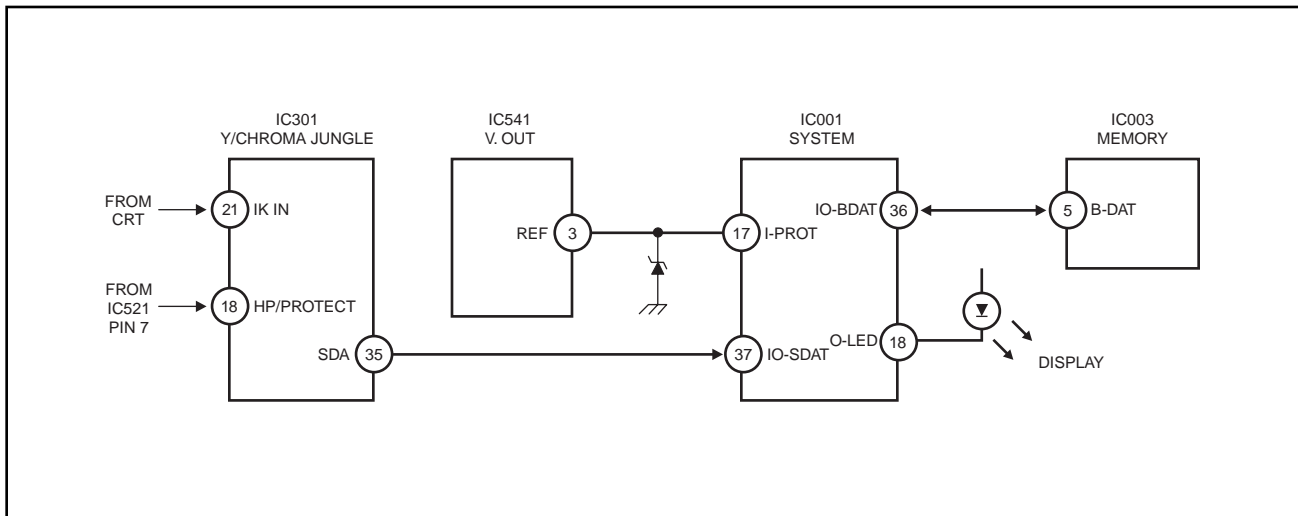 IC301
Y/CHROMA JUNGLE
IC541
V. OUT
IC001
SYSTEM
IC003
MEMORY
FROM
CRT
21
IK IN
FROM
IC521
PIN 7
18
HP/PROTECT
SDA
35
REF
3
17
I-PROT
IO-BDAT
36
5
B-DAT
37
IO-SDAT
O-LED
18
DISPLAY